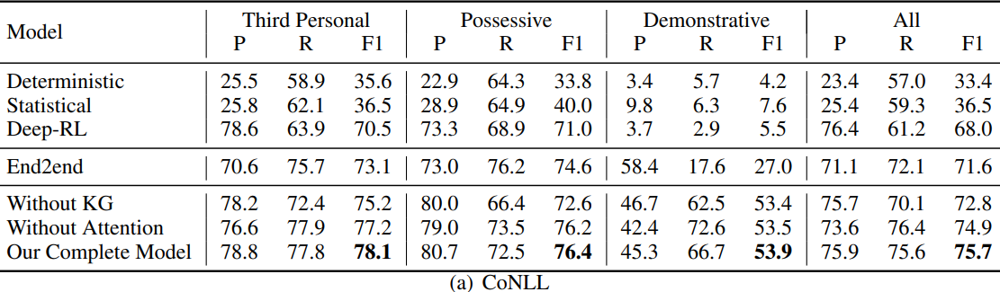 Model Third Personal Possessive Demonstrative All
P R F1 P R F1 P R F1 P R F1
Deterministic 25.5 58.9 35.6 22.9 64.3 33.8 3.4 5.7 4.2 23.4 57.0 33.4
Statistical 25.8 62.1 36.5 28.9 64.9 40.0 9.8 6.3 7.6 25.4 59.3 36.5
Deep-RL 78.6 63.9 70.5 73.3 68.9 71.0 3.7 2.9 5.5 76.4 61.2 68.0
End2end 70.6 75.7 73.1 73.0 76.2 74.6 58.4 17.6 27.0 71.1 72.1 71.6
Without KG 78.2 72.4 75.2 80.0 66.4 72.6 46.7 62.5 53.4 75.7 70.1 72.8
Without Attention 76.6 77.9 77.2 79.0 73.5 76.2 42.4 72.6 53.5 73.6 76.4 74.9
Our Complete Model 78.8 77.8 78.1 80.7 72.5 76.4 45.3 66.7 53.9 75.9 75.6 75.7
(a) CoNLL